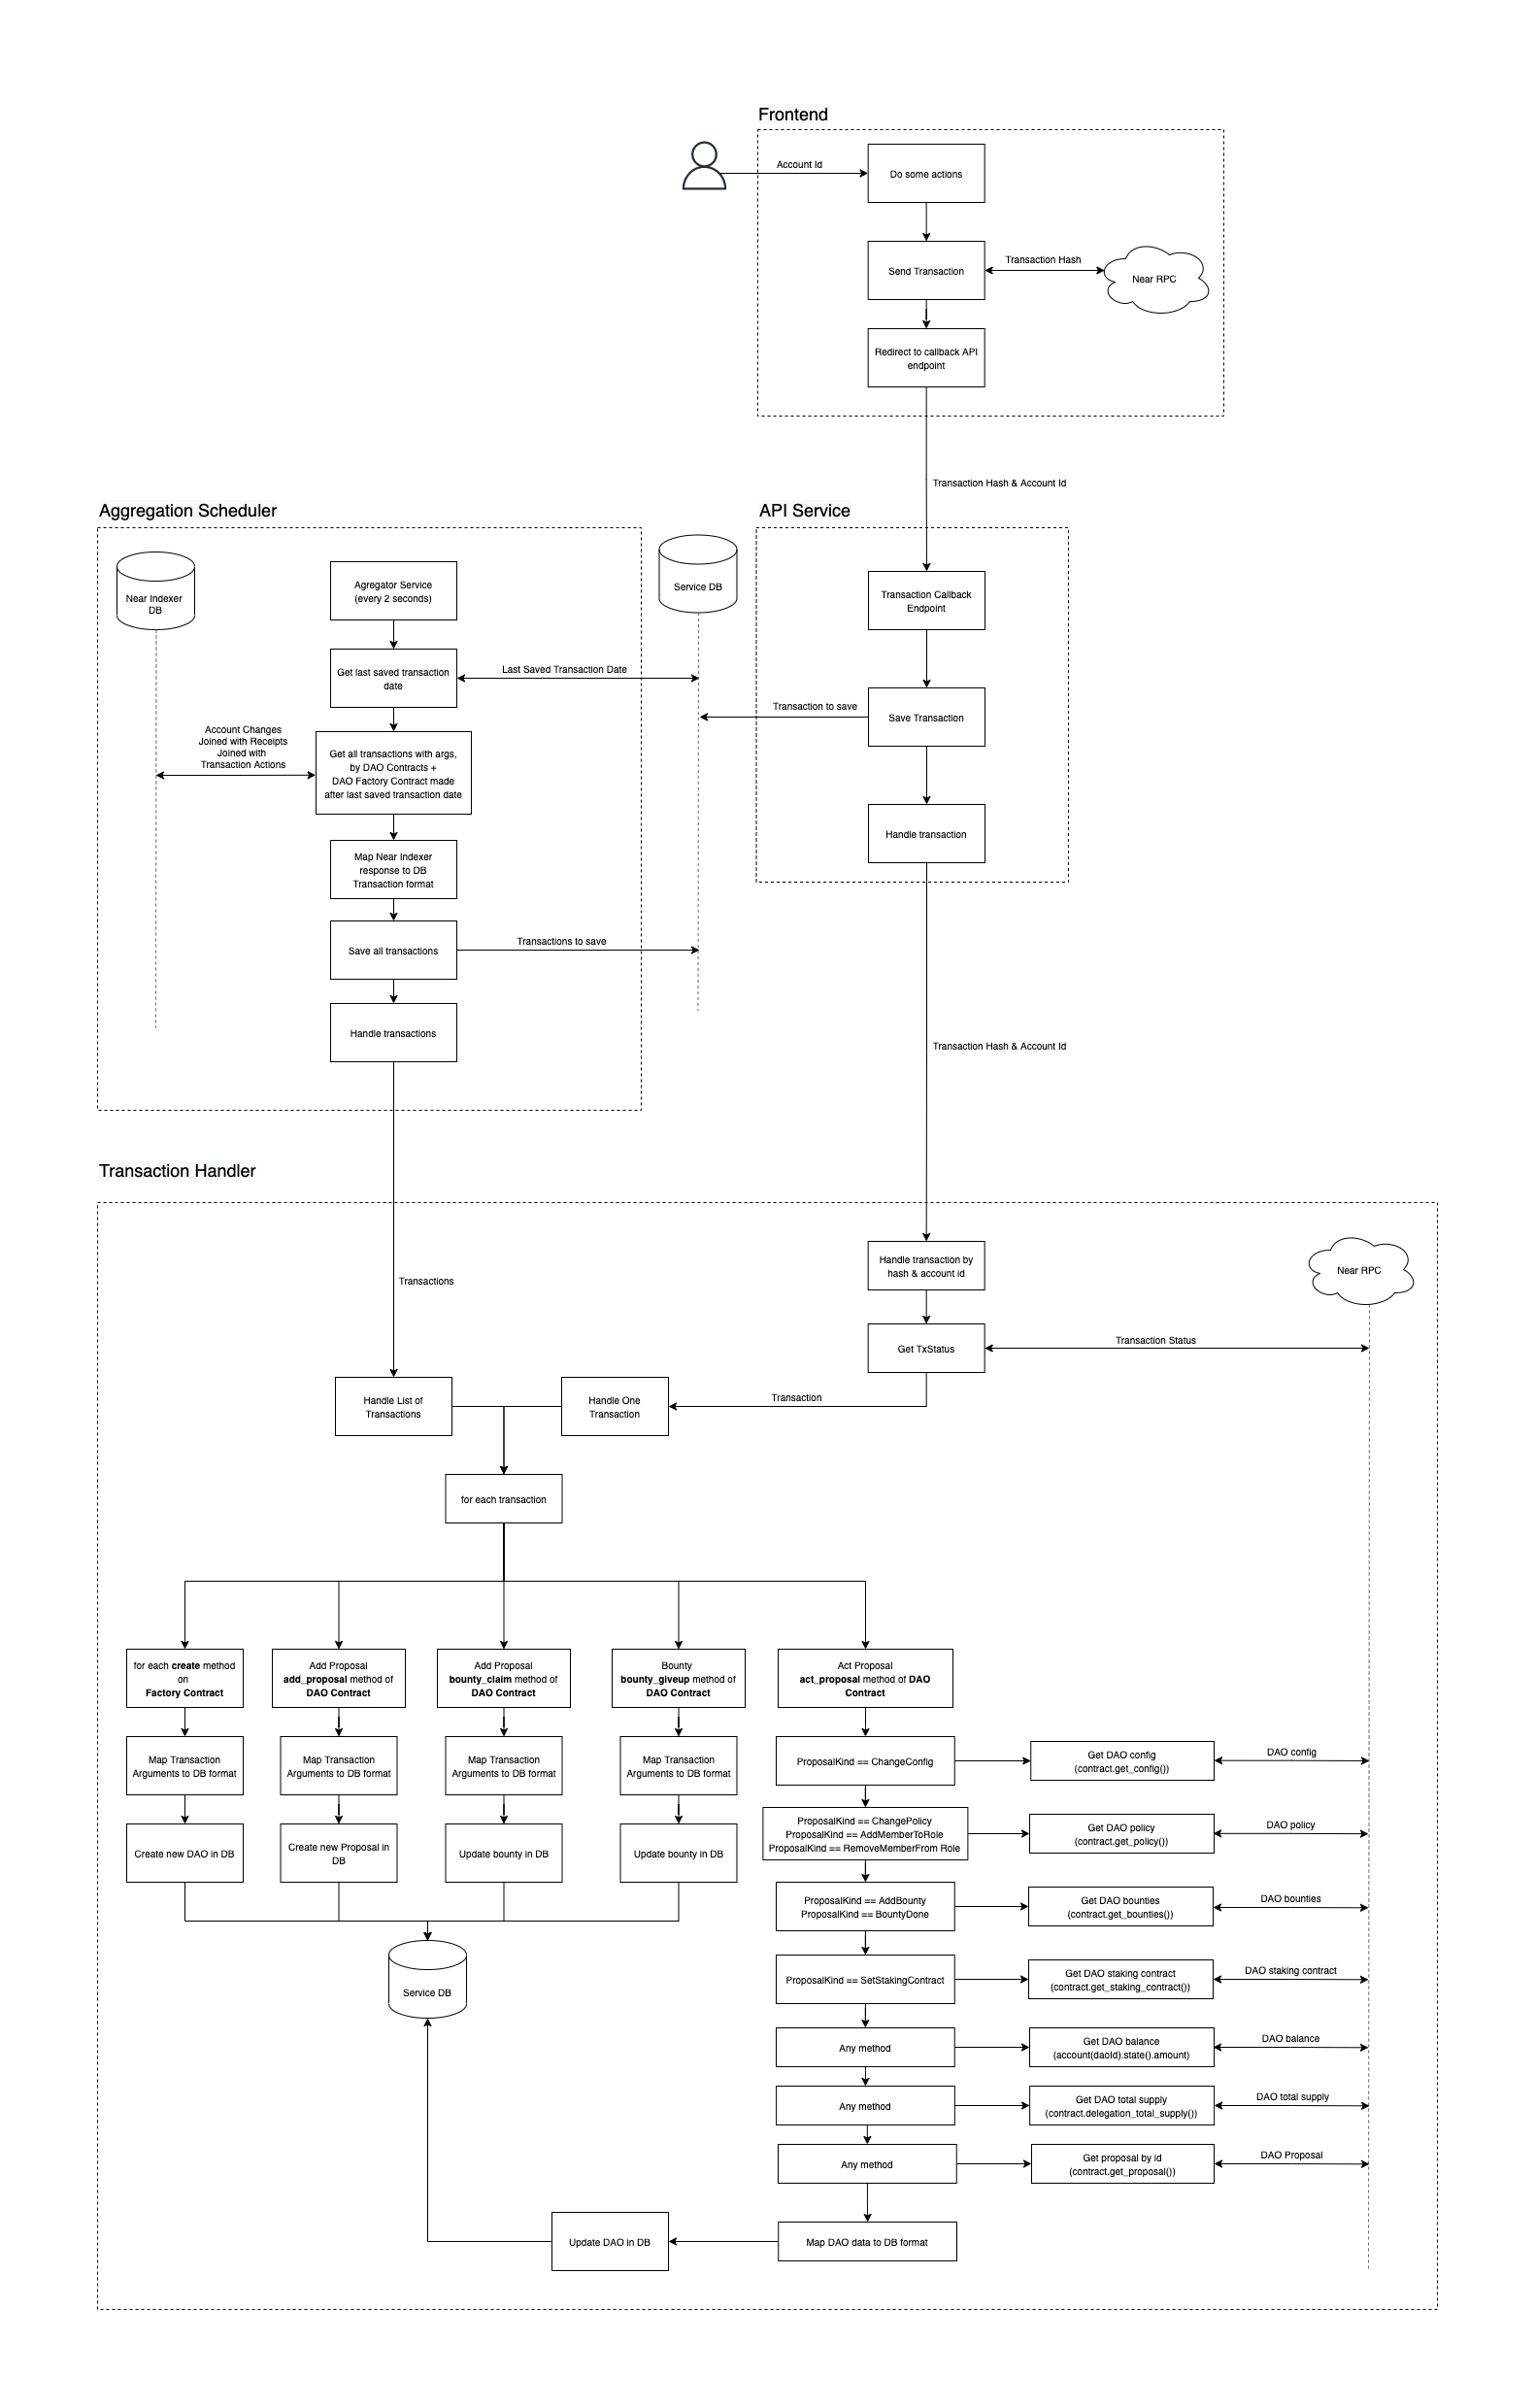 Frontend
Account Id
Do some actions
Send Transaction
Transaction Hash
Near RPC
Redirect to callback API
endpoint
Transaction Hash & Account Id
Aggregation Scheduler
Near Indexer
DB
Agregator Service
(every 2 seconds)
Get last saved transaction
date
Last Saved Transaction Date
Account Changes
Joined with Receipts
Joined with
Transaction Actions
Get all transactions with args,
by DAO Contracts +
DAO Factory Contract made
after last saved transaction date
Map Near Indexer
response to DB
Transaction format
Save all transactions
Transactions to save
Handle transactions
Service DB
API Service
Transaction Callback
Endpoint
Transaction to save
Save Transaction
Handle transaction
Transaction Hash & Account Id
Transaction Handler
Transactions
Handle transaction by
hash & account id
Near RPC
Get TxStatus
Transaction Status
Handle List of
Transactions
Handle One
Transaction
Transaction
for each transaction
for each create method
on
Factory Contract
Map Transaction
Arguments to DB format
Create new DAO in DB
Add Proposal
add_proposal method of
DAO Contract
Map Transaction
Arguments to DB format
Create new Proposal in
DB
Add Proposal
bounty_claim method of
DAO Contract
Map Transaction
Arguments to DB format
Update bounty in DB
Bounty
bounty_giveup method of
DAO Contract
Map Transaction
Arguments to DB format
Update bounty in DB
Service DB
Act Proposal
act_proposal method of DAO
Contract
ProposalKind == ChangeConfig
Get DAO config
(contract.get_config())
DAO config
ProposalKind == ChangePolicy
ProposalKind == AddMemberToRole
ProposalKind == RemoveMemberFrom Role
Get DAO policy
(contract.get_policy())
DAO policy
ProposalKind == AddBounty
ProposalKind == BountyDone
Get DAO bounties
(contract.get_bounties())
DAO bounties
ProposalKind == SetStakingContract
Get DAO staking contract
(contract.get_staking_contract())
DAO staking contract
Any method
Get DAO balance
(account(daoId).state().amount)
DAO balance
Any method
Get DAO total supply
(contract.delegation_total_supply())
DAO total supply
Any method
Get proposal by id
(contract.get_proposal())
DAO Proposal
Map DAO data to DB format
Update DAO in DB